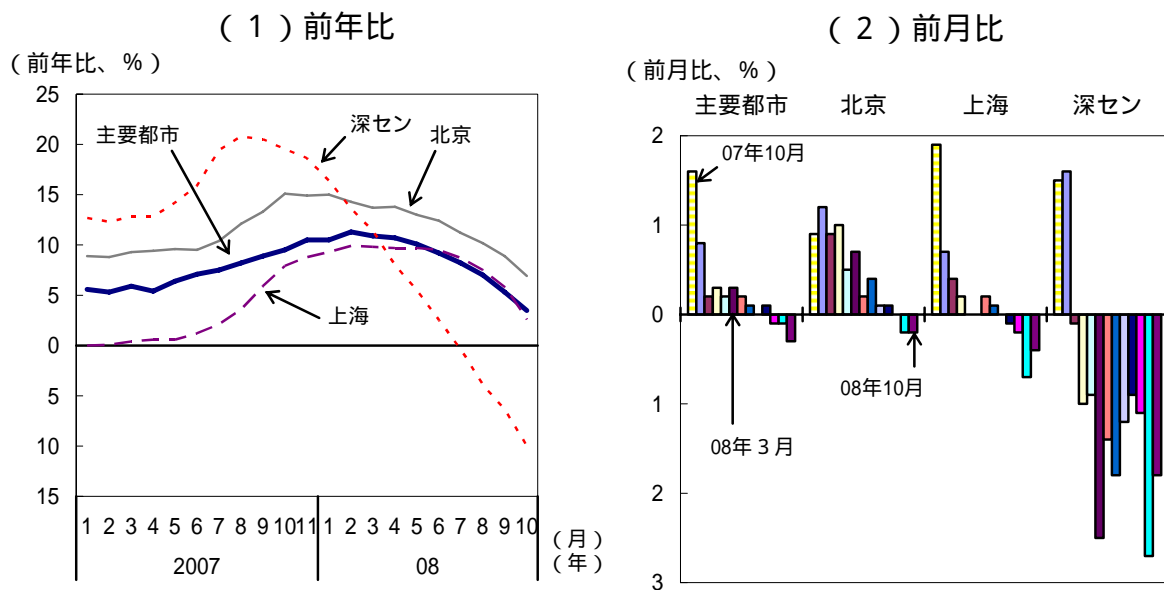 （１）前年比
（前年比、％）
25
20
15
10
5
0
5
10
15
主要都市
深セン
北京
上海
1 2 3 4 5 6 7 8 9 10 11 1 2 3 4 5 6 7 8 9 10
（月）
2007 08
（年）
（２）前月比
（前月比、％）
主要都市 北京 上海 深セン
2
1
0
1
2
3
07年10月
08年10月
08年３月